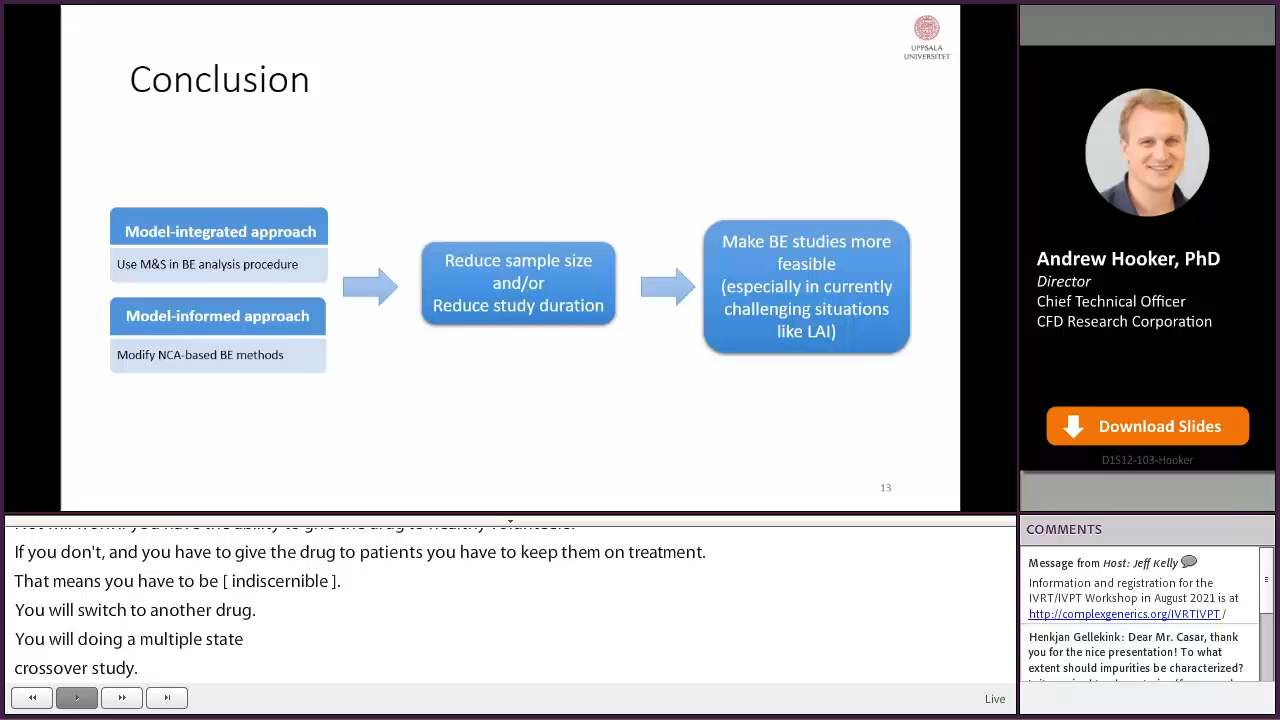 UPPSALA
UNIVERSITET
Conclusion
Model-integrated approach
Use M&S in BE analysis procedure
Model-informed approach
Modify NCA-based BE methods
Reduce sample size
and/or
Reduce study duration
Make BE studies more
feasible
(especially in currently
challenging situations
like LAI)
13
Andrew Hooker, PhD
Director
Chief Technical Officer
CFD Research Corporation
Download Slides
D1S12-103-Hooker
If you don't, and you have to give the drug to patients you have to keep them on treatment.
That means you have to be [ indiscernible ].
You will switch to another drug.
You will doing a multiple state
crossover study.
Live
COMMENTS
Message from Host: Jeff Kelly
Information and registration for the
IVRT/IVPT Workshop in August 2021 is at
http://complexgenerics.org/IVRTIVPT /
Henkjan Gellekink: Dear Mr. Casar, thank
you for the nice presentation! To what
extent should impurities be characterized?